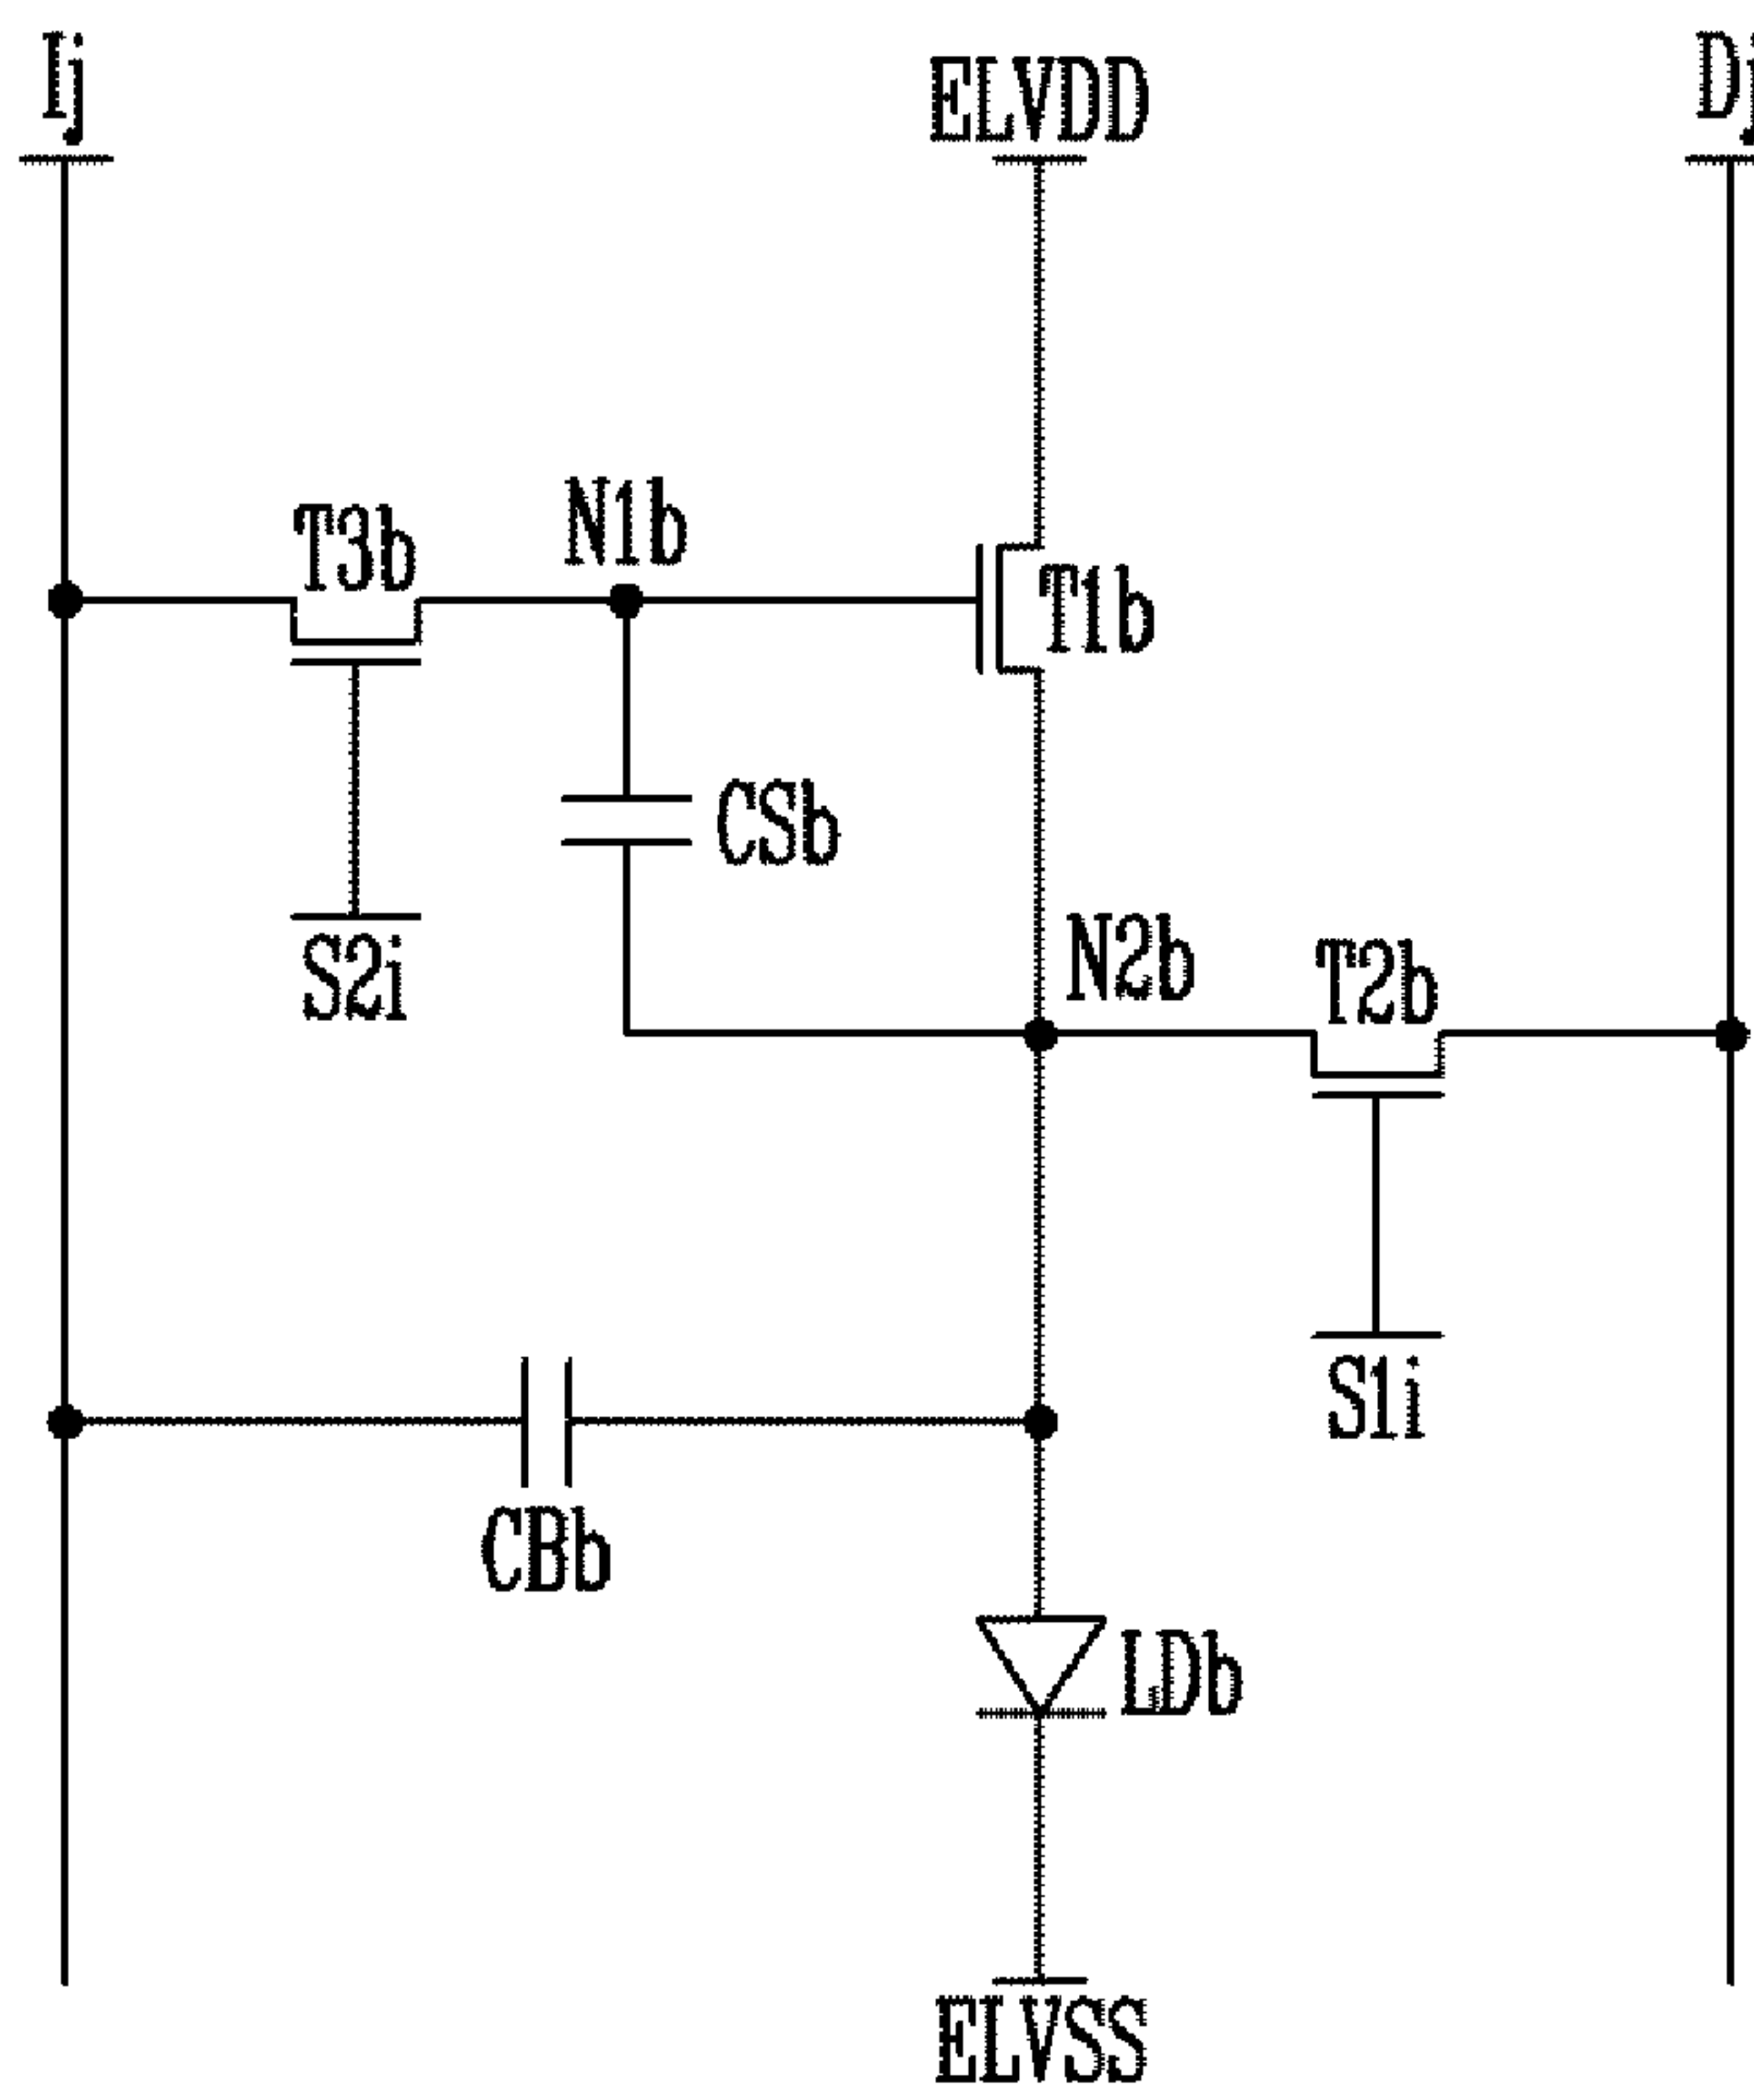 Ij
ELVDD
Dj
T3b
N1b
T1b
CSb
S2i
N2b
T2b
S1i
CBb
LDb
ELVSS